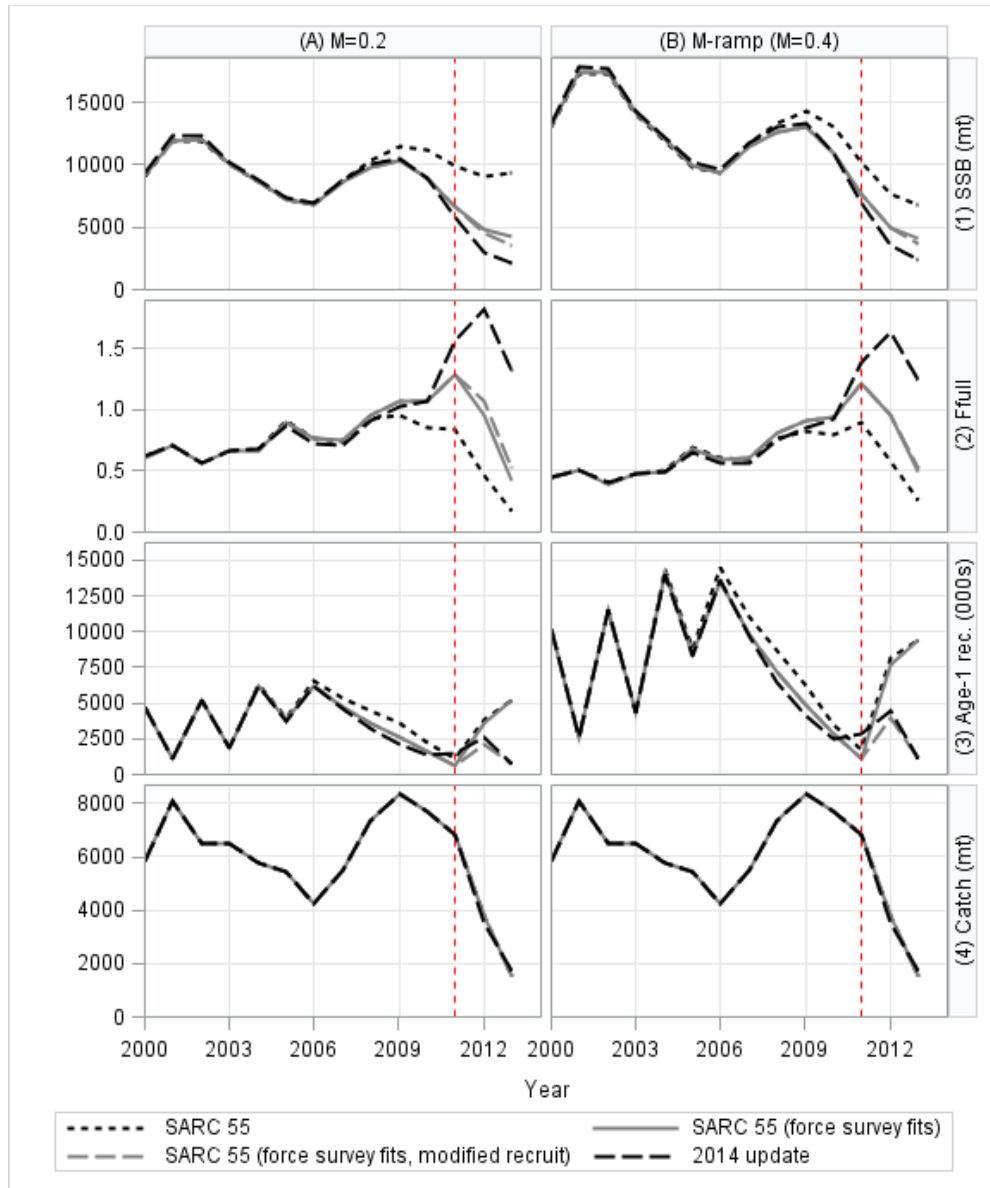 (A) M=0.2 (B) M-ramp (M=0.4)
15000
10000
5000
0
(1) SSB (mt)
1.5
1.0
0.5
0.0
(2) Ffull
15000
12500
10000
7500
5000
2500
0
(3) Age-1 rec. (000s)
8000
6000
4000
2000
0
(4) Catch (mt)
2000 2003 2006 2009 2012 2000 2003 2006 2009 2012
Year
SARC 55 SARC 55 (force survey fits)
SARC 55 (force survey fits, modified recruit) 2014 update